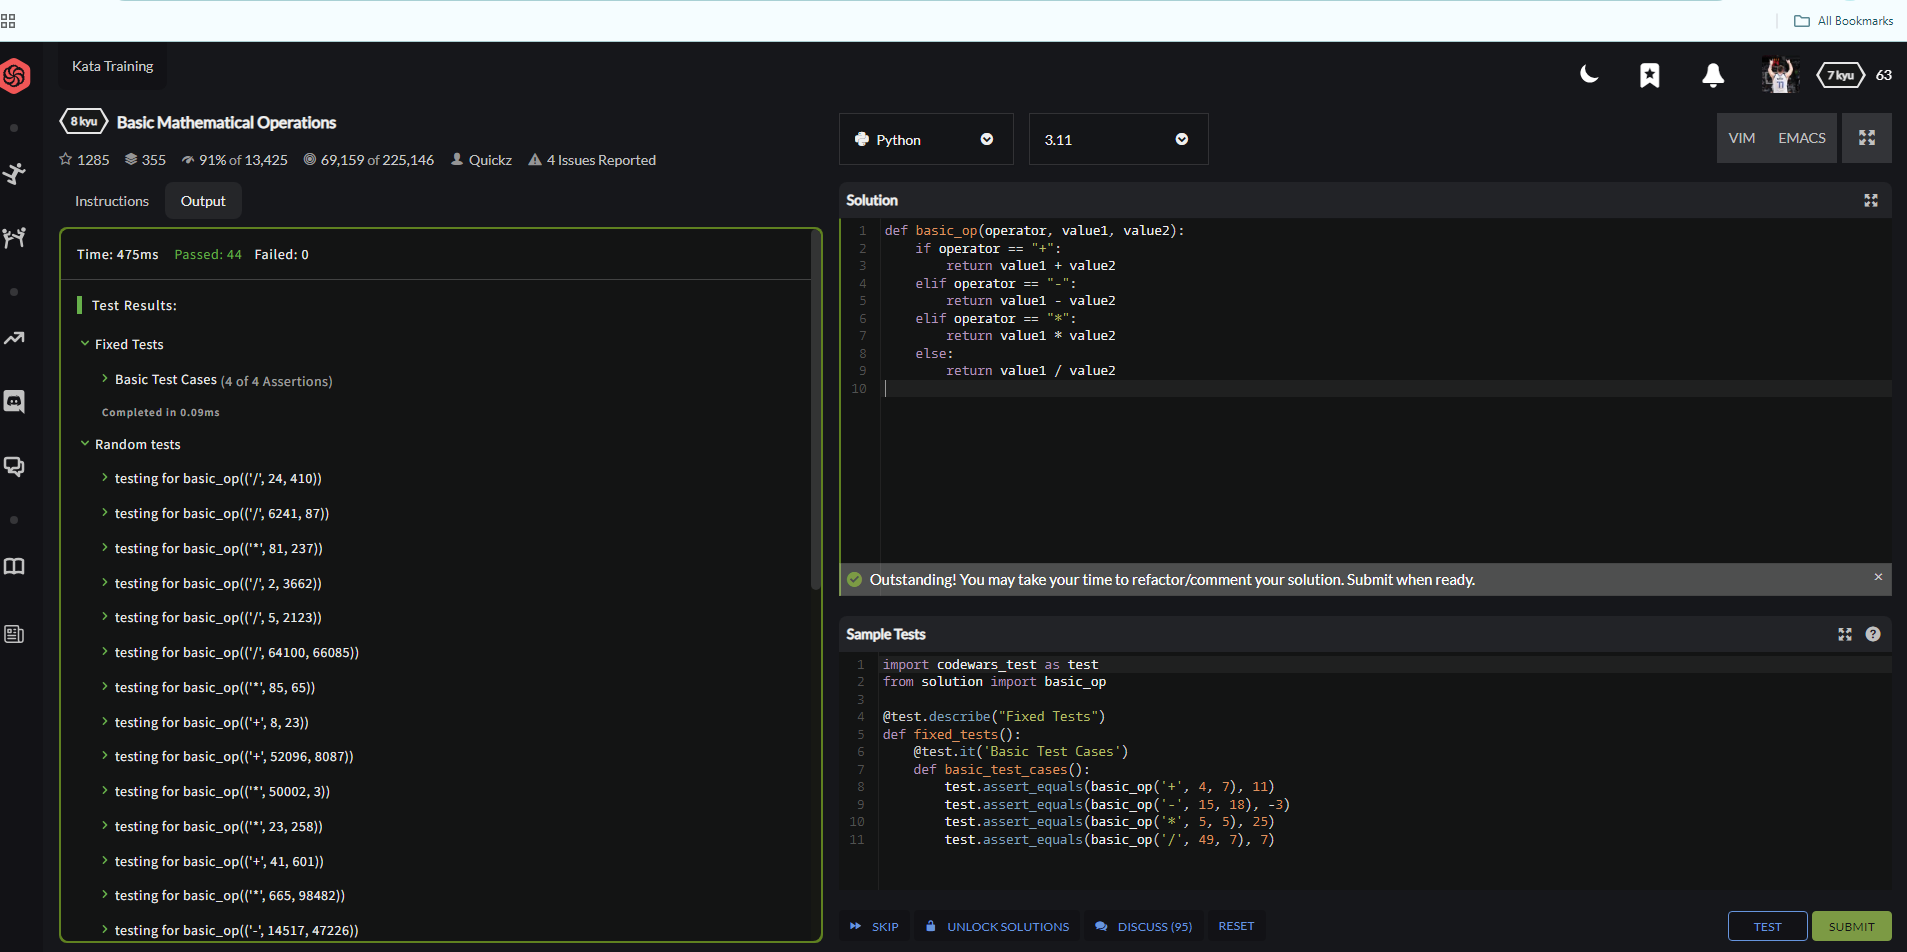 All Bookmarks
Kata Training
7 kyu 63
8 kyu Basic Mathematical Operations
1285 355 91% of 13,425 69,159 of 225,146 Quickz 4 Issues Reported
Instructions Output
Time: 475ms Passed: 44 Failed: 0
Test Results:
Fixed Tests
Basic Test Cases (4 of 4 Assertions)
Completed in 0.09ms
Random tests
testing for basic_op(('/', 24, 410))
testing for basic_op(('/', 6241, 87))
testing for basic_op(('*', 81, 237))
testing for basic_op(('/', 2, 3662))
testing for basic_op(('/', 5, 2123))
testing for basic_op(('/', 64100, 66085))
testing for basic_op(('*', 85, 65))
testing for basic_op(('+', 8, 23))
testing for basic_op(('+', 52096, 8087))
testing for basic_op(('*', 50002, 3))
testing for basic_op(('*', 23, 258))
testing for basic_op(('+', 41, 601))
testing for basic_op(('*', 665, 98482))
testing for basic_op(('-', 14517, 47226))
Python 3.11 VIM EMACS
Solution
1 def basic_op(operator, value1, value2):
2     if operator == "+":
3         return value1 + value2
4     elif operator == "-":
5         return value1 - value2
6     elif operator == "*":
7         return value1 * value2
8     else:
9         return value1 / value2
10
Outstanding! You may take your time to refactor/comment your solution. Submit when ready. ×
Sample Tests ?
1 import codewars_test as test
2 from solution import basic_op
3
4 @test.describe("Fixed Tests")
5 def fixed_tests():
6     @test.it('Basic Test Cases')
7     def basic_test_cases():
8         test.assert_equals(basic_op('+', 4, 7), 11)
9         test.assert_equals(basic_op('-', 15, 18), -3)
10         test.assert_equals(basic_op('*', 5, 5), 25)
11         test.assert_equals(basic_op('/', 49, 7), 7)
SKIP UNLOCK SOLUTIONS DISCUSS (95) RESET TEST SUBMIT